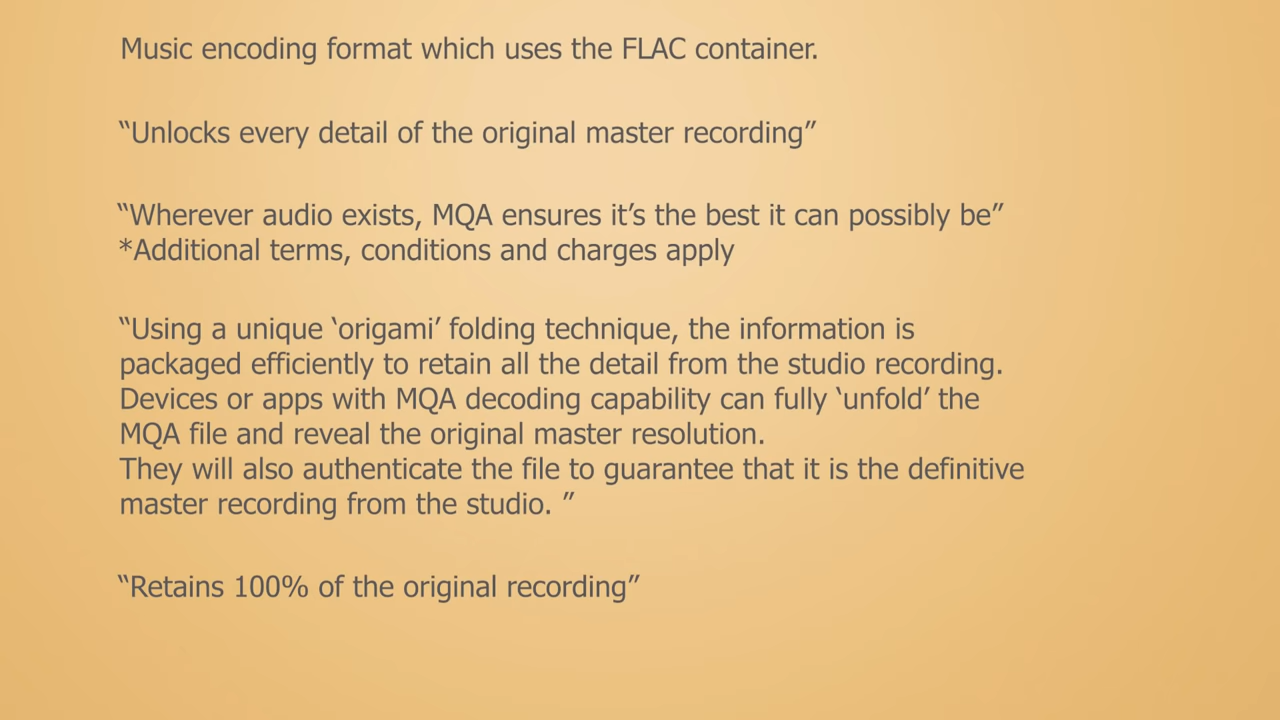 Music encoding format which uses the FLAC container.
“Unlocks every detail of the original master recording”
“Wherever audio exists, MQA ensures it’s the best it can possibly be”
*Additional terms, conditions and charges apply
“Using a unique ‘origami’ folding technique, the information is
packaged efficiently to retain all the detail from the studio recording.
Devices or apps with MQA decoding capability can fully ‘unfold’ the
MQA file and reveal the original master resolution.
They will also authenticate the file to guarantee that it is the definitive
master recording from the studio. ”
“Retains 100% of the original recording”